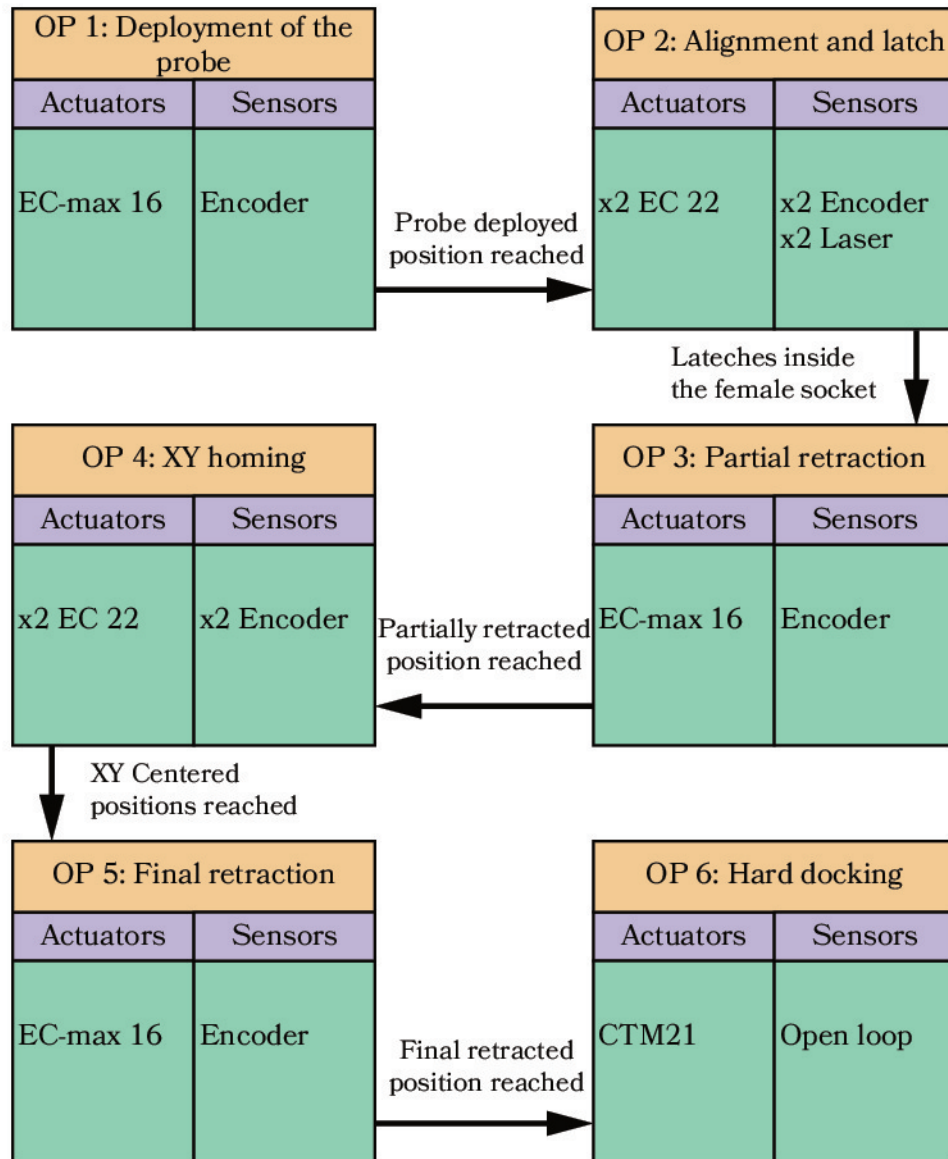 OP 1: Deployment of the
probe
Actuators Sensors
EC-max 16 Encoder
Probe deployed
position reached
OP 2: Alignment and latch
Actuators Sensors
x2 EC 22 x2 Encoder
x2 Laser
Lateches inside
the female socket
OP 3: Partial retraction
Actuators Sensors
EC-max 16 Encoder
Partially retracted
position reached
OP 4: XY homing
Actuators Sensors
x2 EC 22 x2 Encoder
XY Centered
positions reached
OP 5: Final retraction
Actuators Sensors
EC-max 16 Encoder
Final retracted
position reached
OP 6: Hard docking
Actuators Sensors
CTM21 Open loop